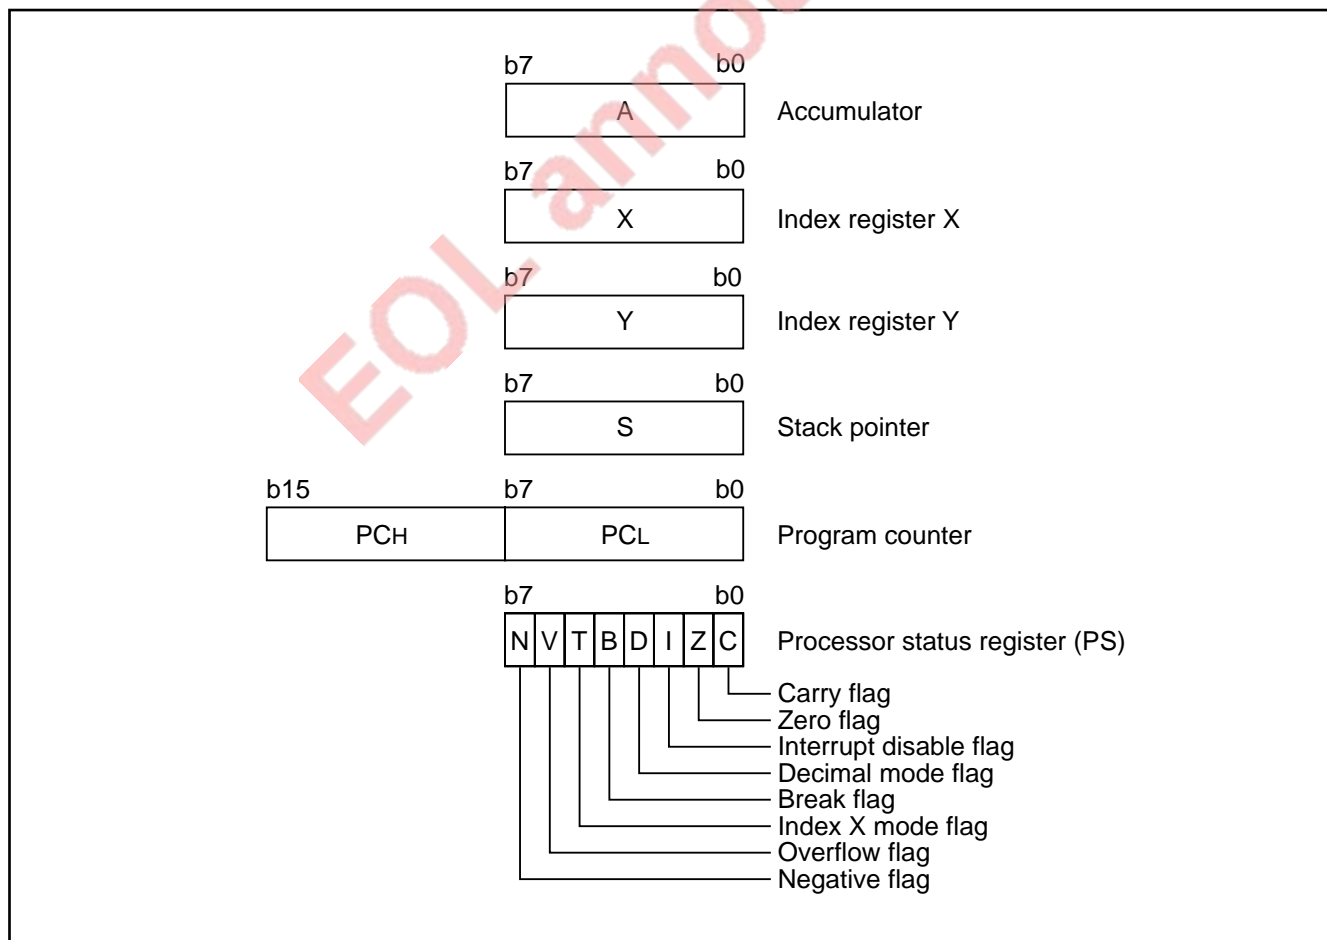 b7 b0
A Accumulator
b7 b0
X Index register X
b7 b0
Y Index register Y
b7 b0
S Stack pointer
b15 b7 b0
PCH PCL Program counter
b7 b0
N V T B D I Z C Processor status register (PS)
Carry flag
Zero flag
Interrupt disable flag
Decimal mode flag
Break flag
Index X mode flag
Overflow flag
Negative flag
EOL